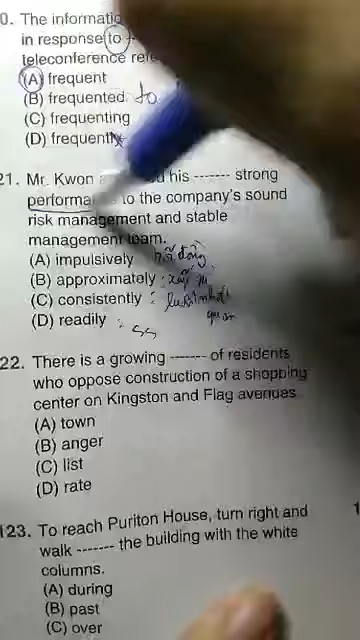 0. The informatio
in response to
teleconference re
(A) frequent
(B) frequented to
(C) frequenting
(D) frequently
21. Mr. Kwon his ------- strong
performa to the company's sound
risk management and stable
management team.
(A) impulsively
(B) approximately :
(C) consistently :
(D) readily : ss
22. There is a growing ------- of residents
who oppose construction of a shopping
center on Kingston and Flag avenues
(A) town
(B) anger
(C) list
(D) rate
123. To reach Puriton House, turn right and
walk ------- the building with the white
columns.
(A) during
(B) past
(C) over
1